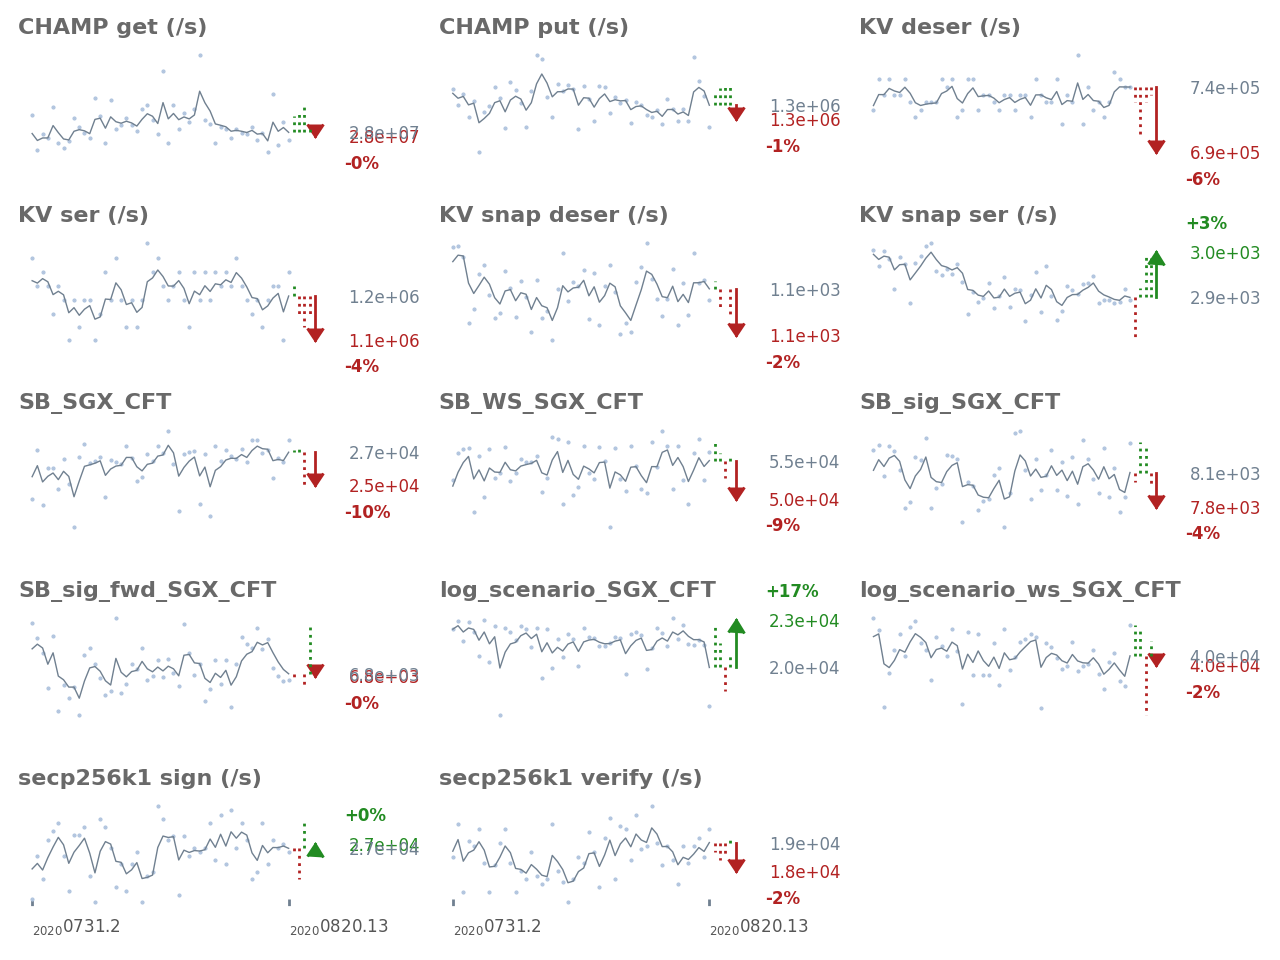 CHAMP get (/s)
2.8e+07
2.8e+07
-0%
CHAMP put (/s)
1.3e+06
1.3e+06
-1%
KV deser (/s)
7.4e+05
6.9e+05
-6%
KV ser (/s)
1.2e+06
1.1e+06
-4%
KV snap deser (/s)
1.1e+03
1.1e+03
-2%
KV snap ser (/s)
+3%
3.0e+03
2.9e+03
SB_SGX_CFT
2.7e+04
2.5e+04
-10%
SB_WS_SGX_CFT
5.5e+04
5.0e+04
-9%
SB_sig_SGX_CFT
8.1e+03
7.8e+03
-4%
SB_sig_fwd_SGX_CFT
6.8e+03
6.8e+03
-0%
log_scenario_SGX_CFT
+17%
2.3e+04
2.0e+04
log_scenario_ws_SGX_CFT
4.0e+04
4.0e+04
-2%
secp256k1 sign (/s)
+0%
2.7e+04
2.7e+04
20200731.2
20200820.13
secp256k1 verify (/s)
1.9e+04
1.8e+04
-2%
20200731.2
20200820.13